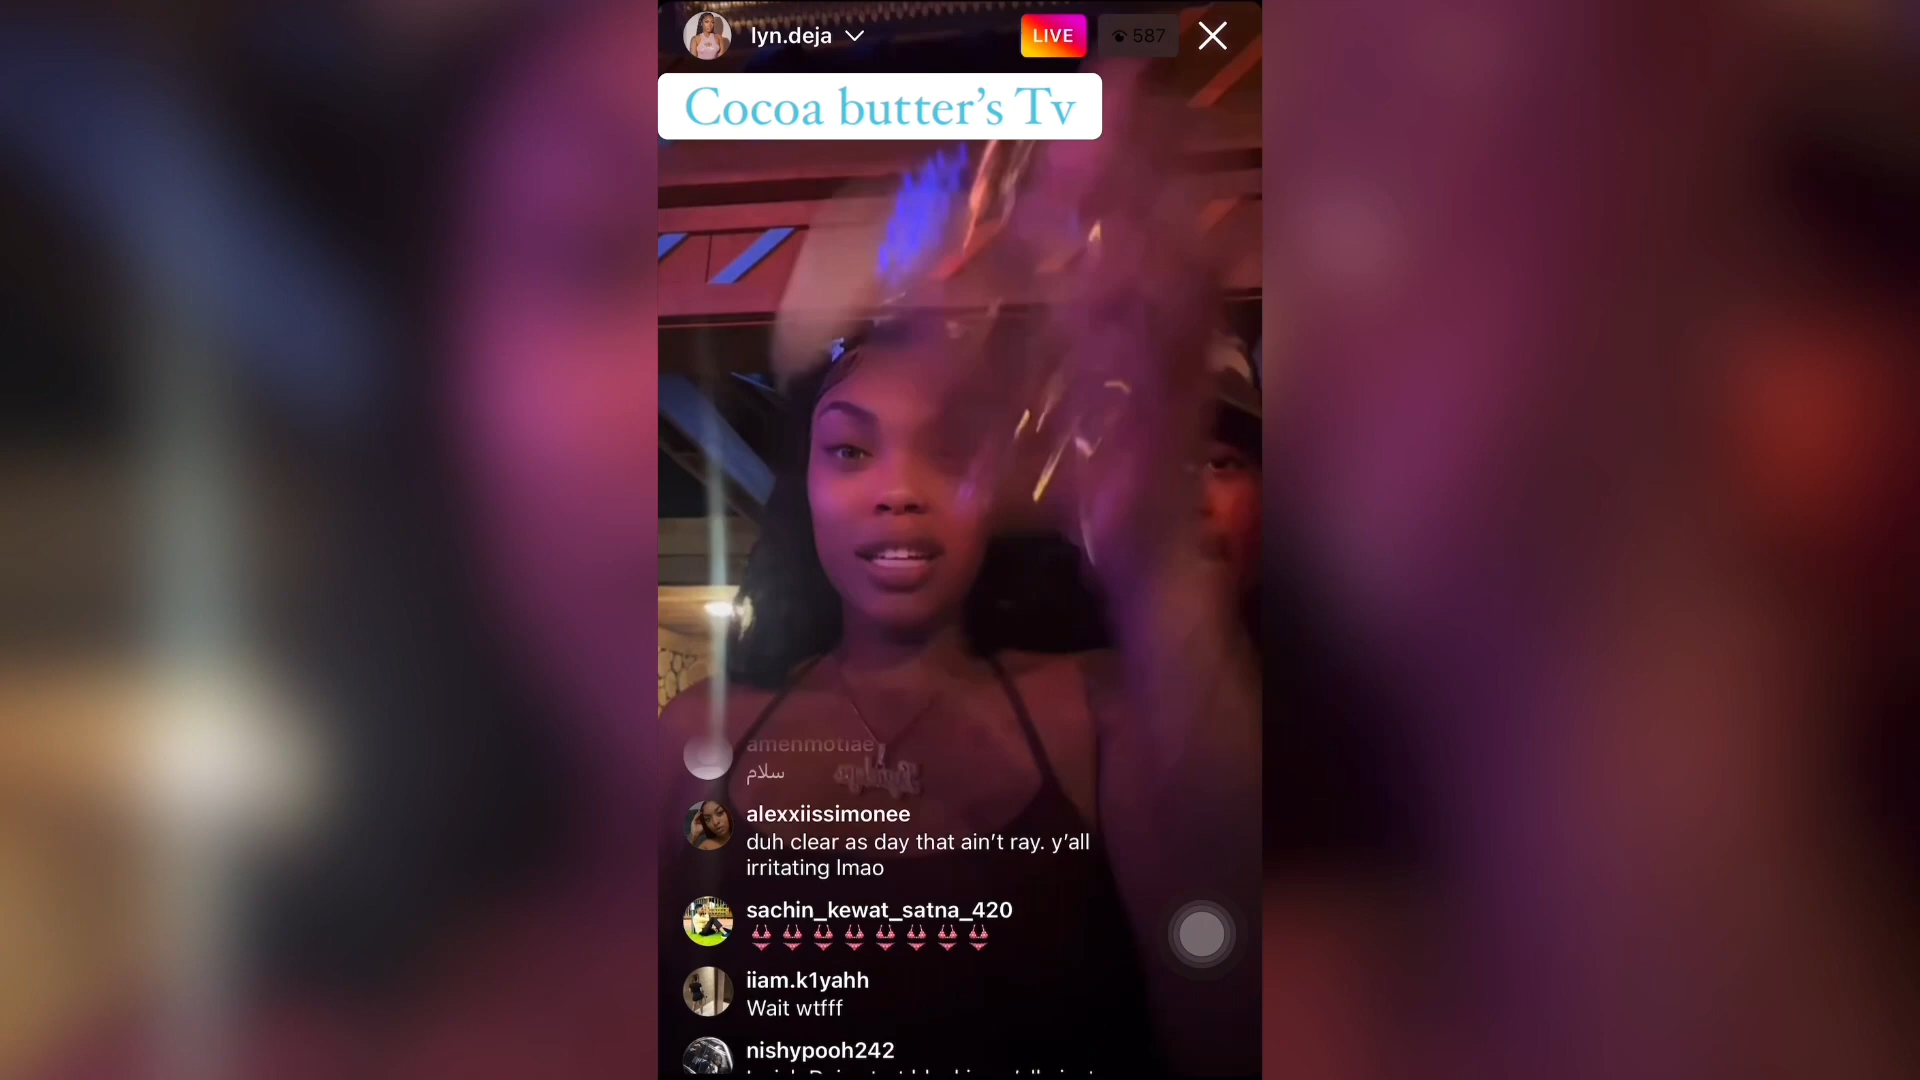 lyn.deja
LIVE
587
Cocoa butter's Tv
amenmotiae
سلام
alexxiissimonee
duh clear as day that ain't ray. y'all
irritating lmao
sachin_kewat_satna_420
iiam.k1yahh
Wait wtfff
nishypooh242